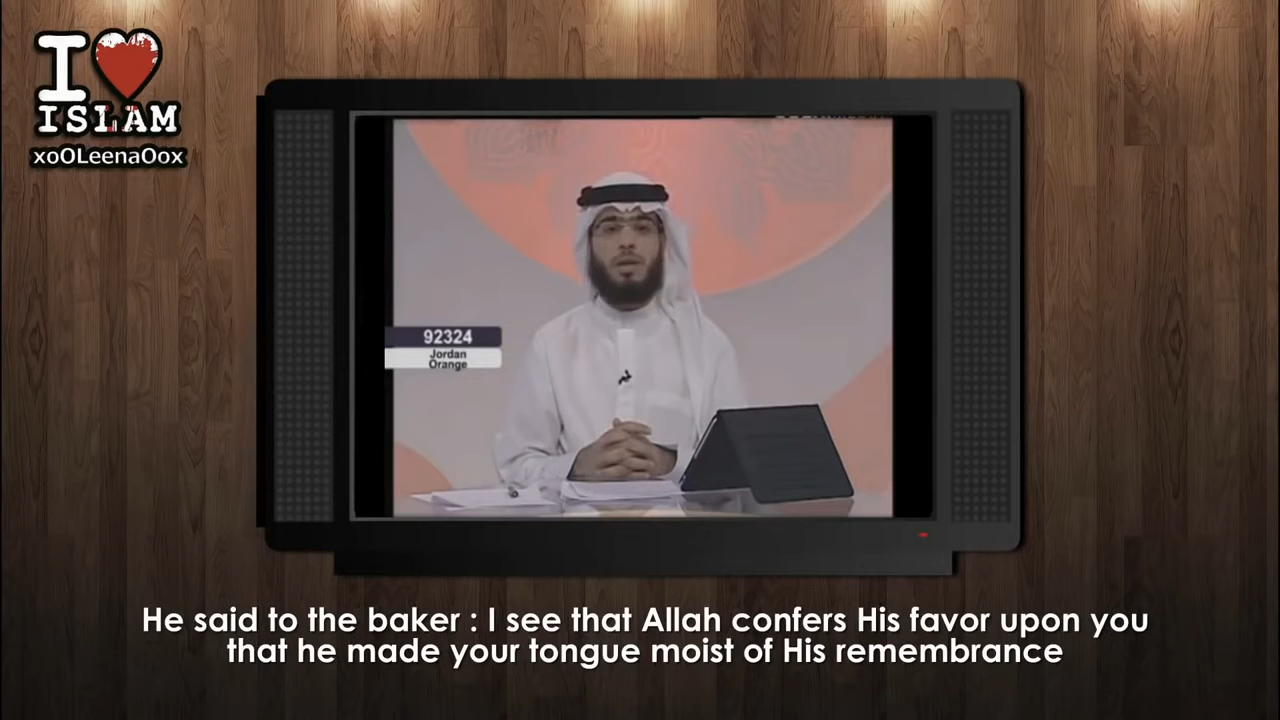 I
ISLAM
xoOLeenaOox
92324
Jordan
Orange
He said to the baker : I see that Allah confers His favor upon you
that he made your tongue moist of His remembrance